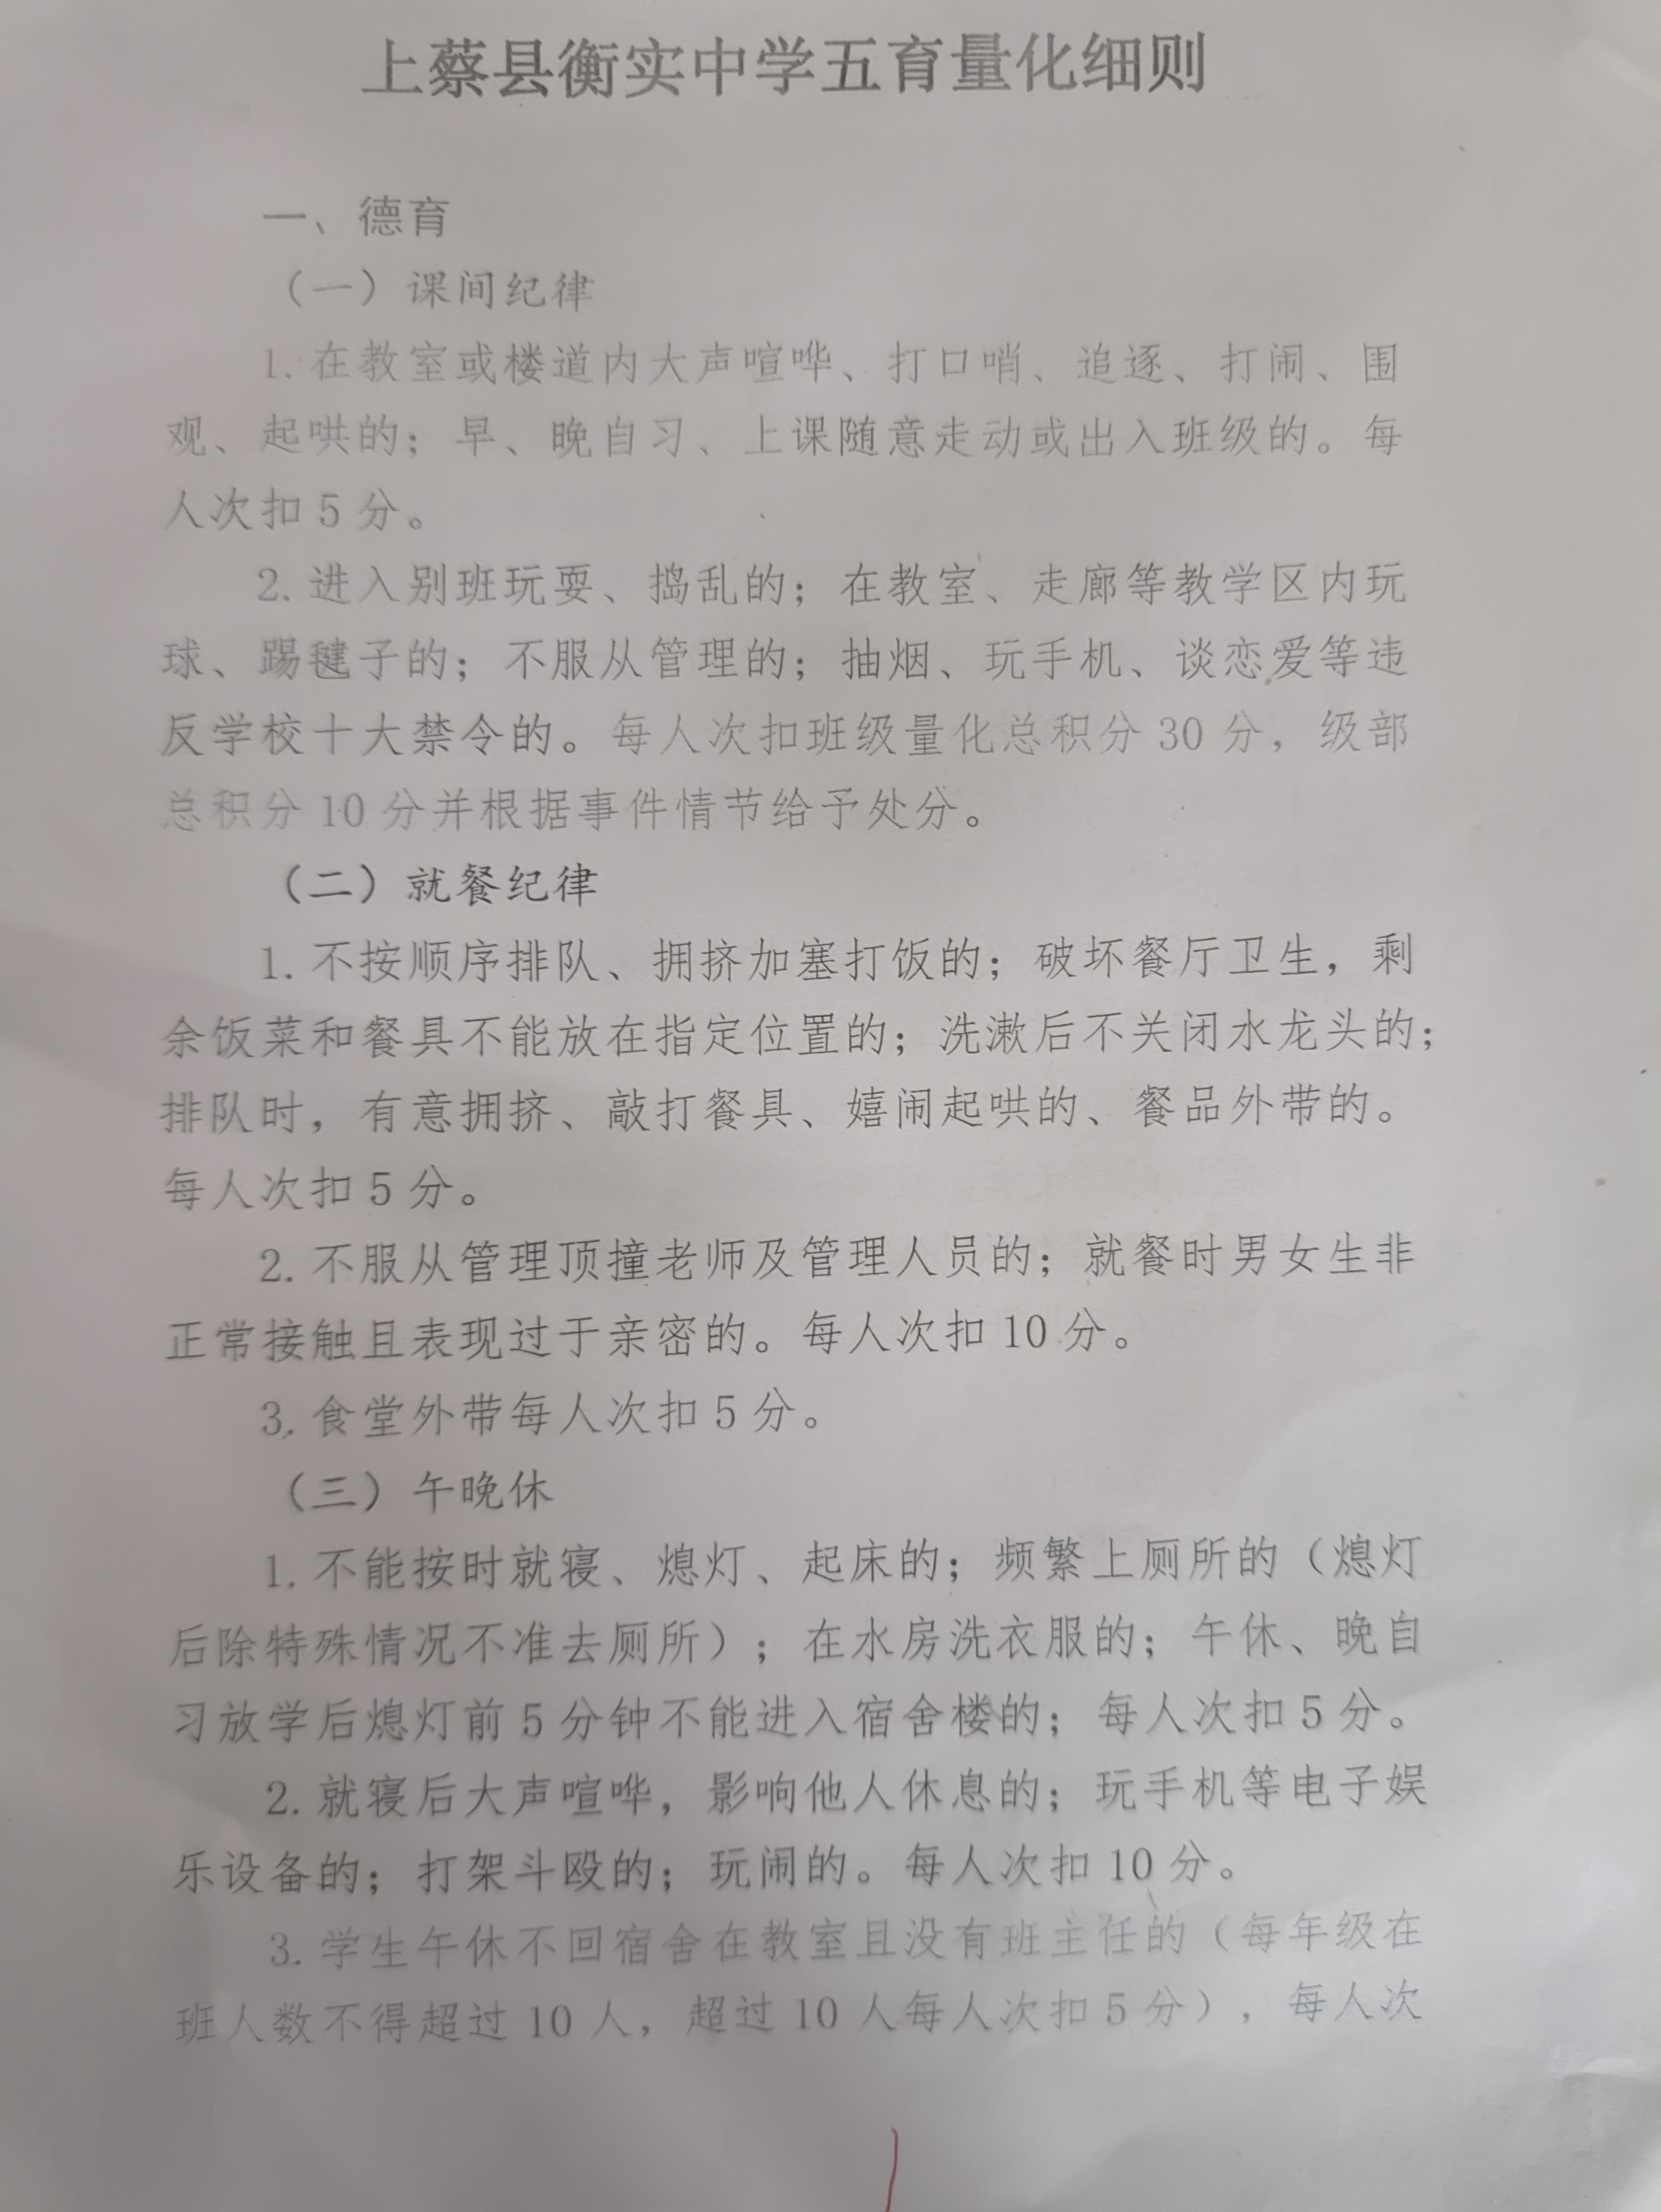 上蔡县衡实中学五育量化细则
一、德育
（一）课间纪律
1.在教室或楼道内大声喧哗、打口哨、追逐、打闹、围
观、起哄的；早、晚自习、上课随意走动或出入班级的。每
人次扣5分。
2.进入别班玩耍、捣乱的；在教室、走廊等教学区内玩
球、踢毽子的；不服从管理的；抽烟、玩手机、谈恋爱等违
反学校十大禁令的。每人次扣班级量化总积分30分，级部
总积分10分并根据事件情节给予处分。
（二）就餐纪律
1.不按顺序排队、拥挤加塞打饭的；破坏餐厅卫生，剩
余饭菜和餐具不能放在指定位置的；洗漱后不关闭水龙头的；
排队时，有意拥挤、敲打餐具、嬉闹起哄的、餐品外带的。
每人次扣5分。
2.不服从管理顶撞老师及管理人员的；就餐时男女生非
正常接触且表现过于亲密的。每人次扣10分。
3.食堂外带每人次扣5分。
（三）午晚休
1.不能按时就寝、熄灯、起床的；频繁上厕所的（熄灯
后除特殊情况不准去厕所）；在水房洗衣服的；午休、晚自
习放学后熄灯前5分钟不能进入宿舍楼的；每人次扣5分。
2.就寝后大声喧哗，影响他人休息的；玩手机等电子娱
乐设备的；打架斗殴的；玩闹的。每人次扣10分。
3.学生午休不回宿舍在教室且没有班主任的（每年级在
班人数不得超过10人，超过10人每人次扣5分），每人次